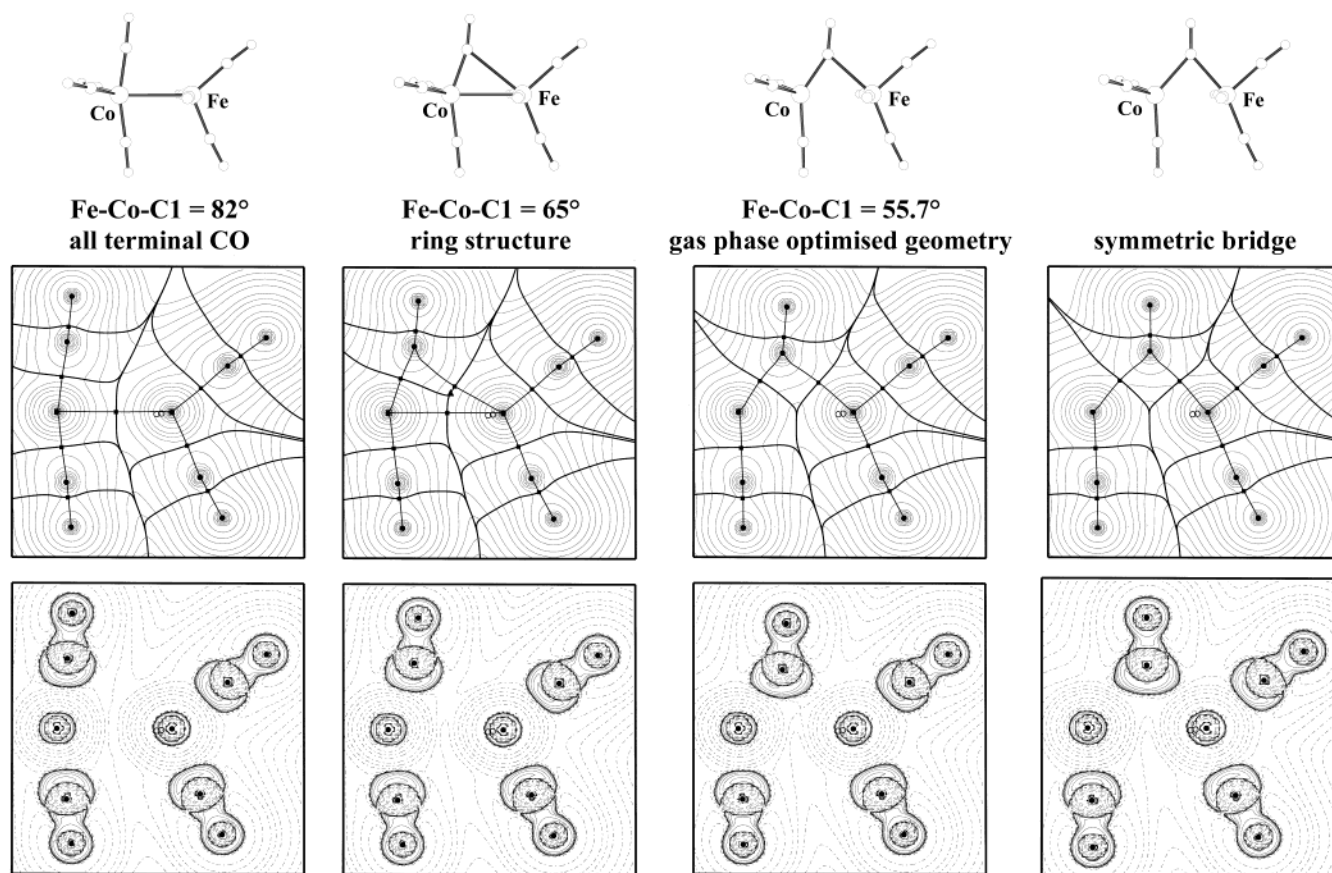 Co Fe
Co Fe
Co Fe
Co Fe
Fe-Co-C1 = 82°
all terminal CO
Fe-Co-C1 = 65°
ring structure
Fe-Co-C1 = 55.7°
gas phase optimised geometry
symmetric bridge